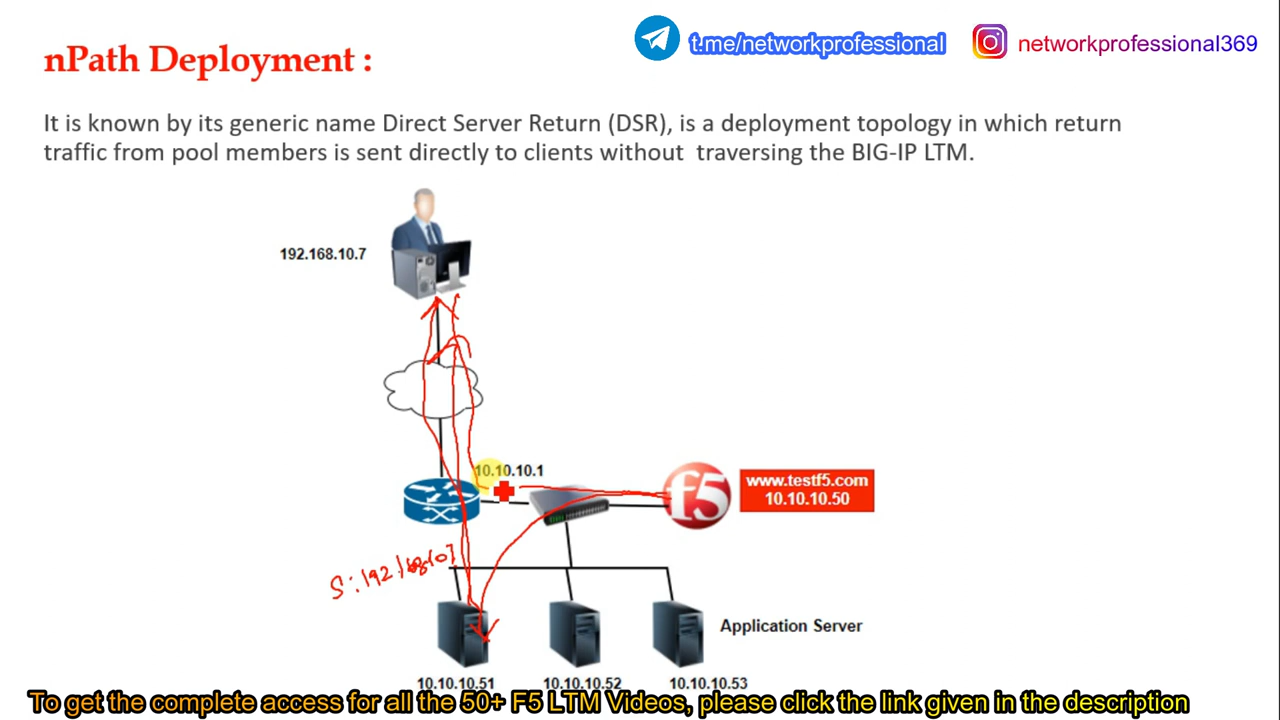 nPath Deployment :
t.me/networkprofessional
networkprofessional369
It is known by its generic name Direct Server Return (DSR), is a deployment topology in which return
traffic from pool members is sent directly to clients without traversing the BIG-IP LTM.
192.168.10.7
10.10.10.1
f5
www.testf5.com
10.10.10.50
Application Server
10.10.10.51
10.10.10.52
10.10.10.53
To get the complete access for all the 50+ F5 LTM Videos, please click the link given in the description